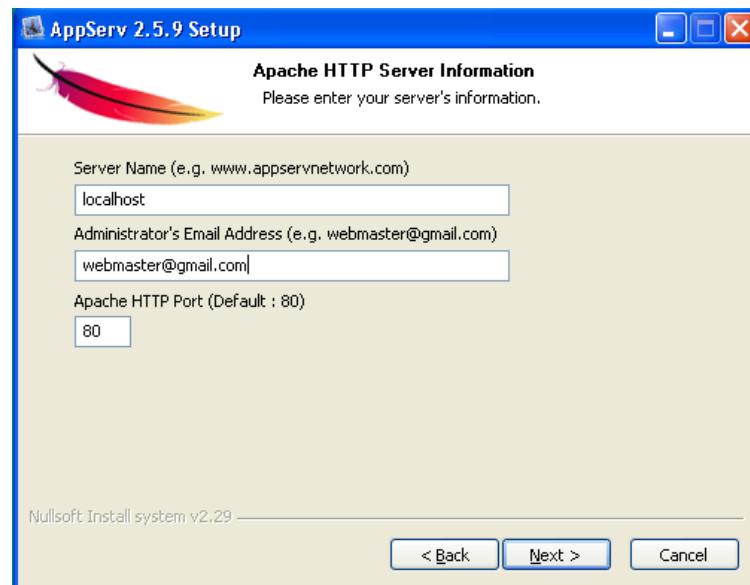 AppServ 2.5.9 Setup
Apache HTTP Server Information
Please enter your server's information.
Server Name (e.g. www.appservnetwork.com)
localhost
Administrator's Email Address (e.g. webmaster@gmail.com)
webmaster@gmail.com
Apache HTTP Port (Default : 80)
80
Nullsoft Install system v2.29
< Back Next > Cancel